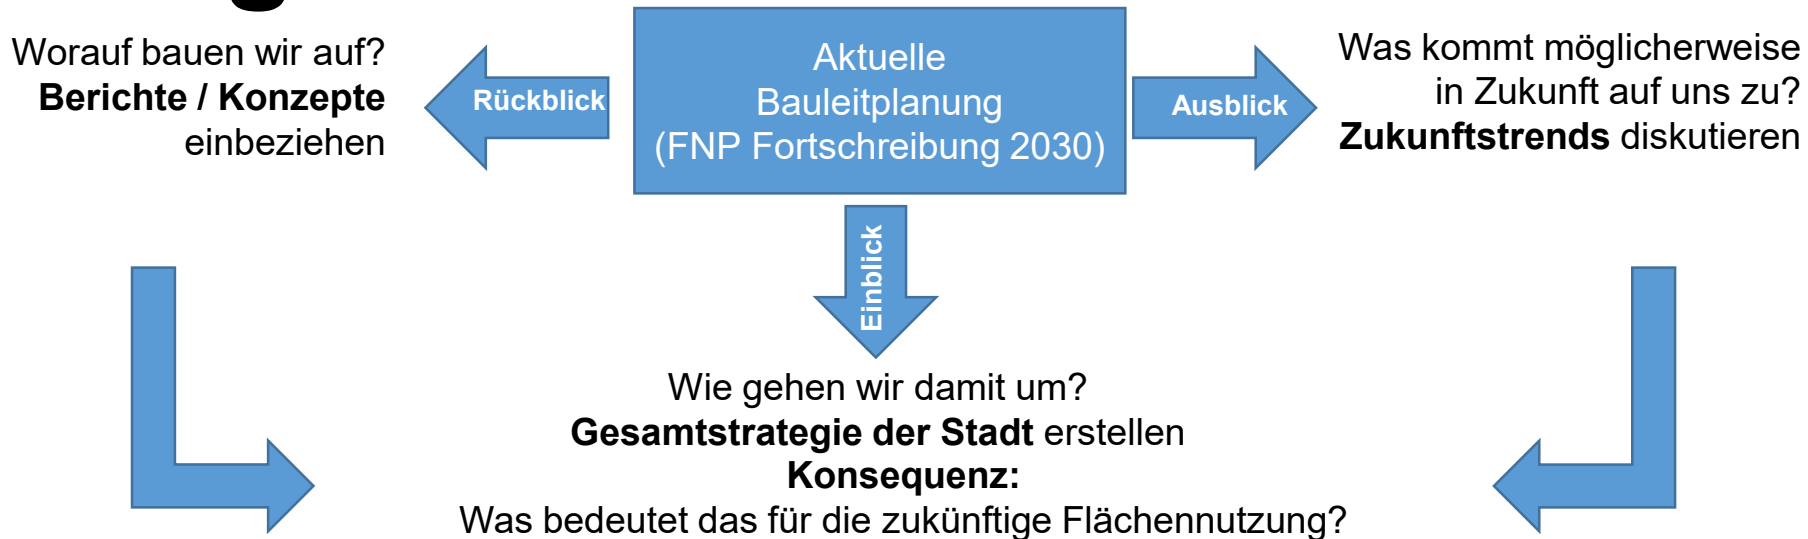 Worauf bauen wir auf?
Berichte / Konzepte
einbeziehen
Rückblick
Aktuelle
Bauleitplanung
(FNP Fortschreibung 2030)
Ausblick
Was kommt möglicherweise
in Zukunft auf uns zu?
Zukunftstrends diskutieren
Einblick
Wie gehen wir damit um?
Gesamtstrategie der Stadt erstellen
Konsequenz:
Was bedeutet das für die zukünftige Flächennutzung?